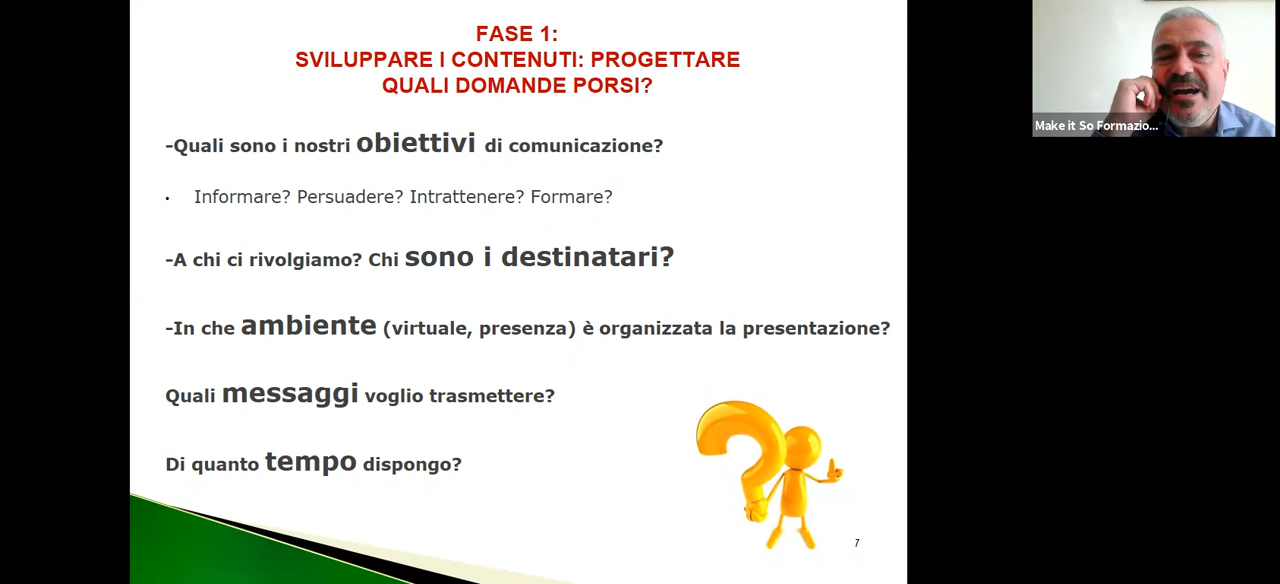 FASE 1:
SVILUPPARE I CONTENUTI: PROGETTARE
QUALI DOMANDE PORSI?
-Quali sono i nostri obiettivi di comunicazione?
• Informare? Persuadere? Intrattenere? Formare?
-A chi ci rivolgiamo? Chi sono i destinatari?
-In che ambiente (virtuale, presenza) è organizzata la presentazione?
Quali messaggi voglio trasmettere?
Di quanto tempo dispongo?
7
Make it So Formazio...